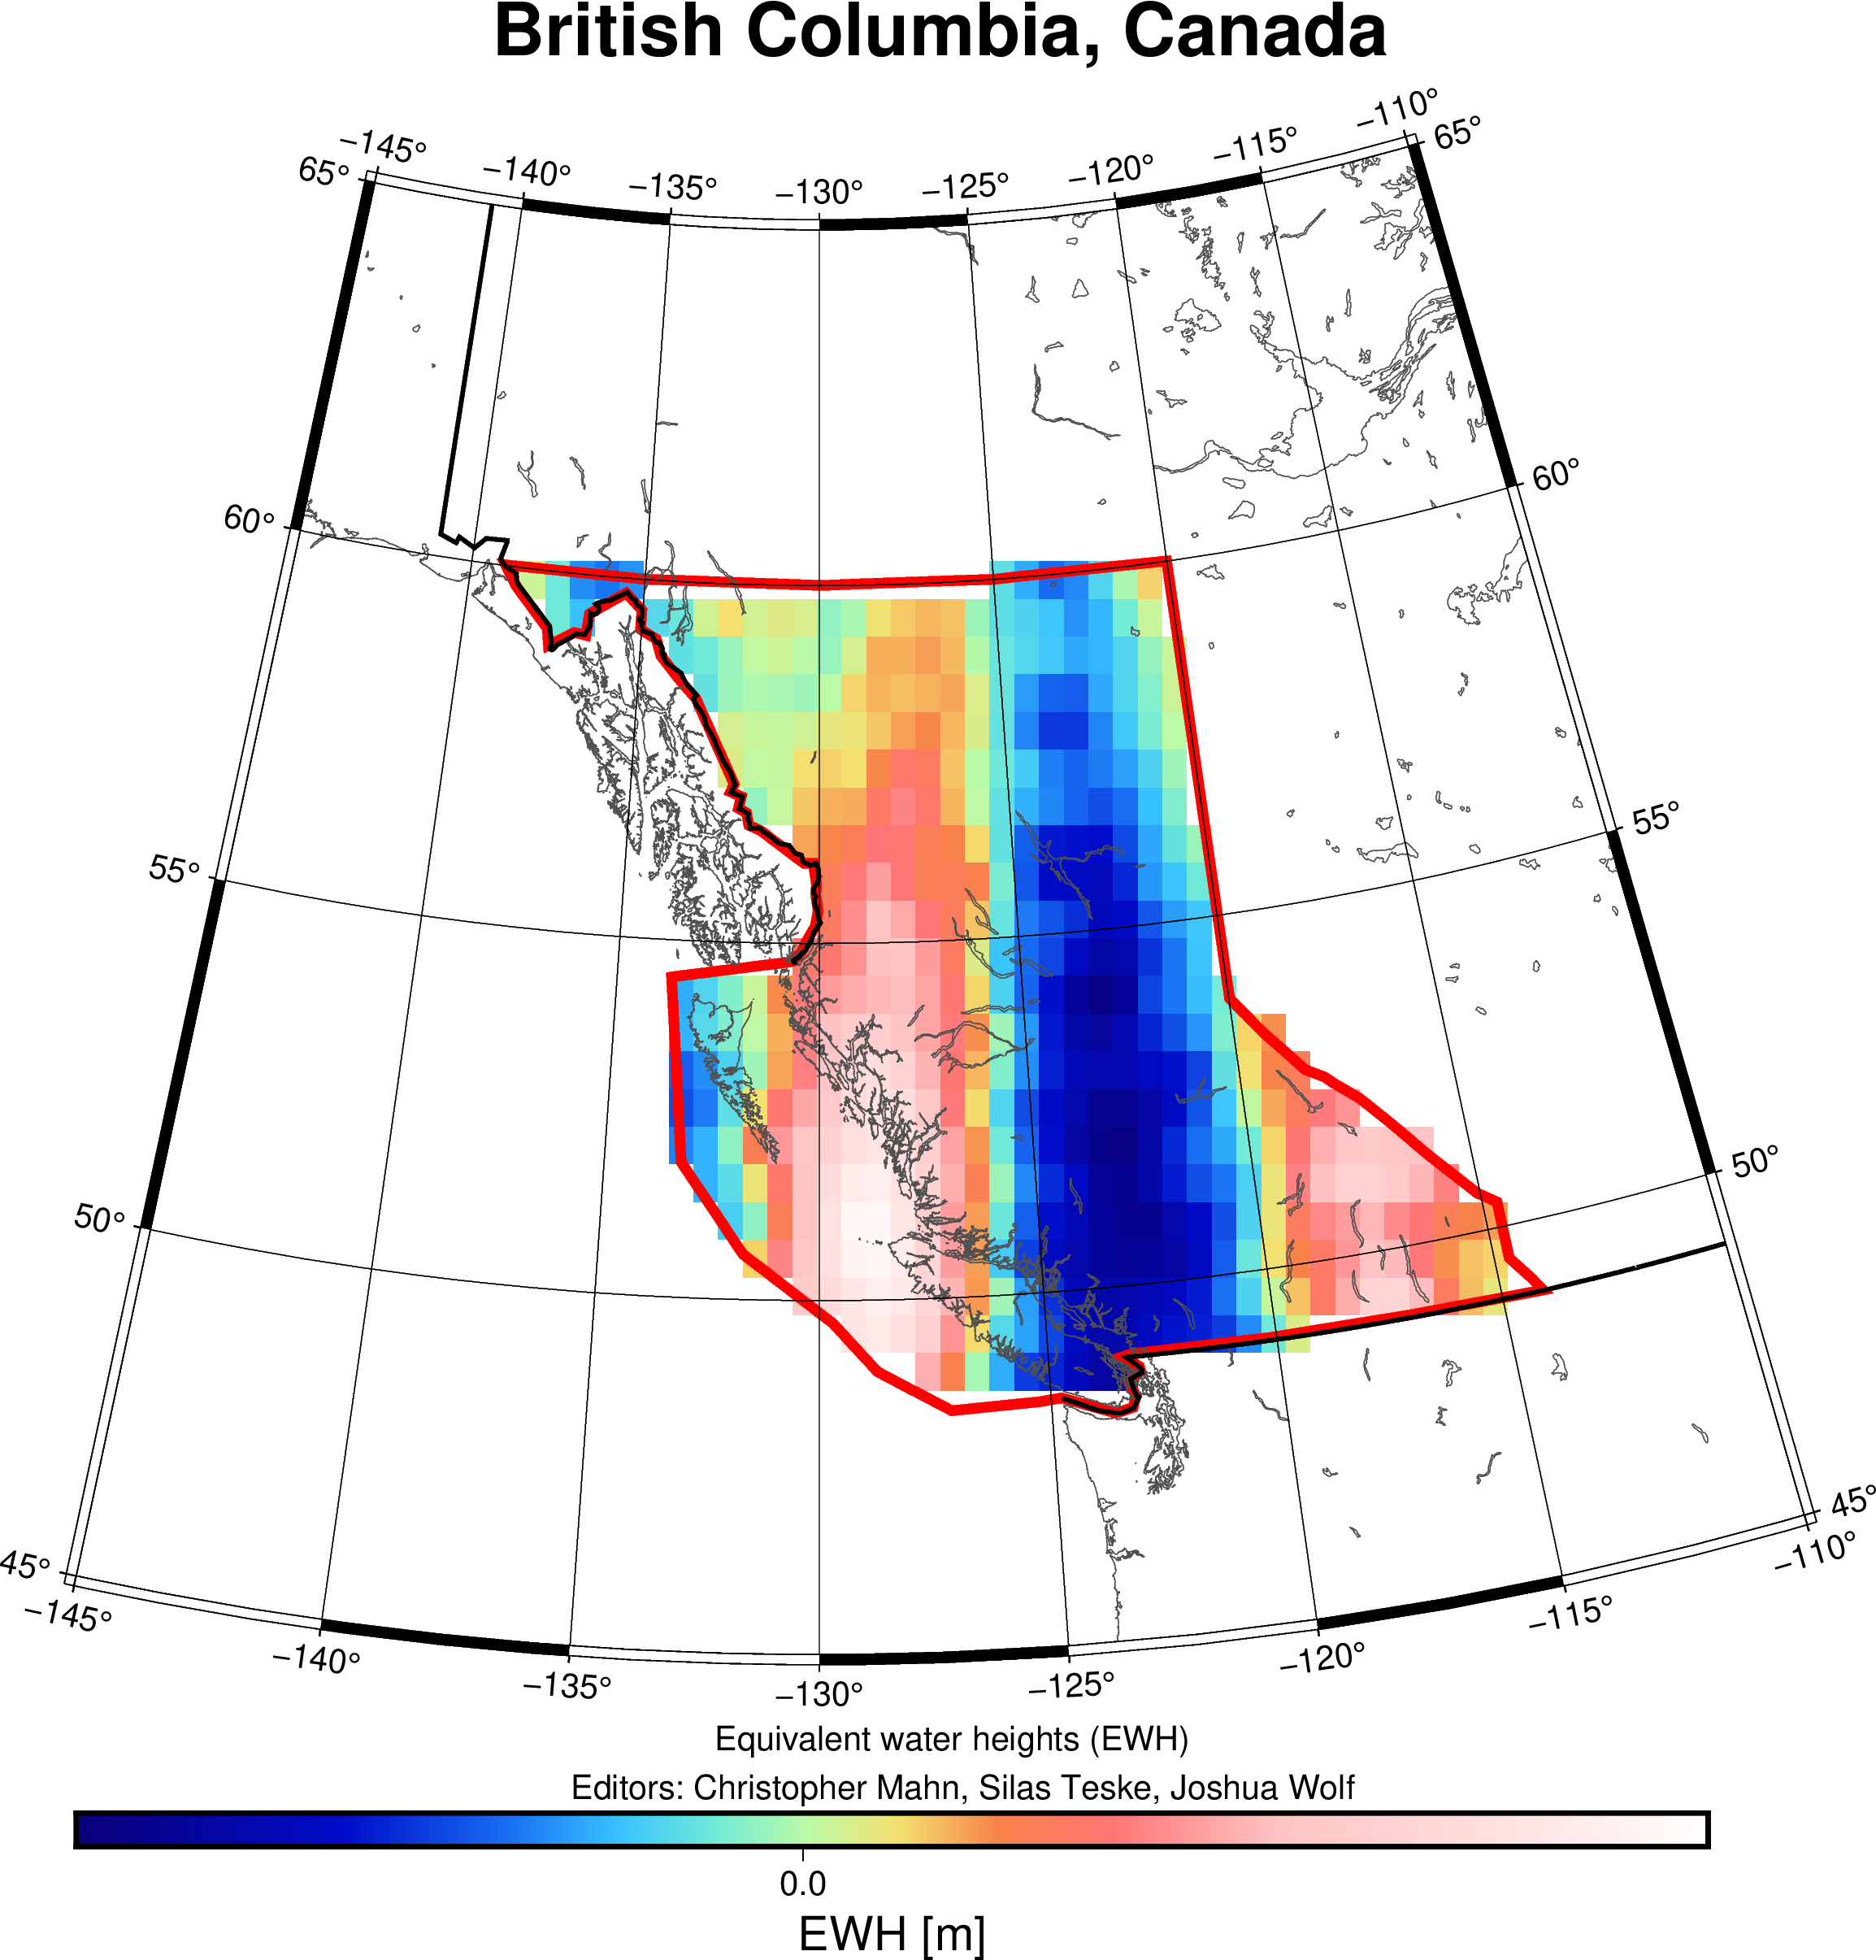 British Columbia, Canada
−145° −140° −135° −130° −125° −120° −115° −110°
65° 65°
60° 60°
55° 55°
50° 50°
45° 45°
−145° −140° −135° −130° −125° −120° −115° −110°
Equivalent water heights (EWH)
Editors: Christopher Mahn, Silas Teske, Joshua Wolf
0.0
EWH [m]